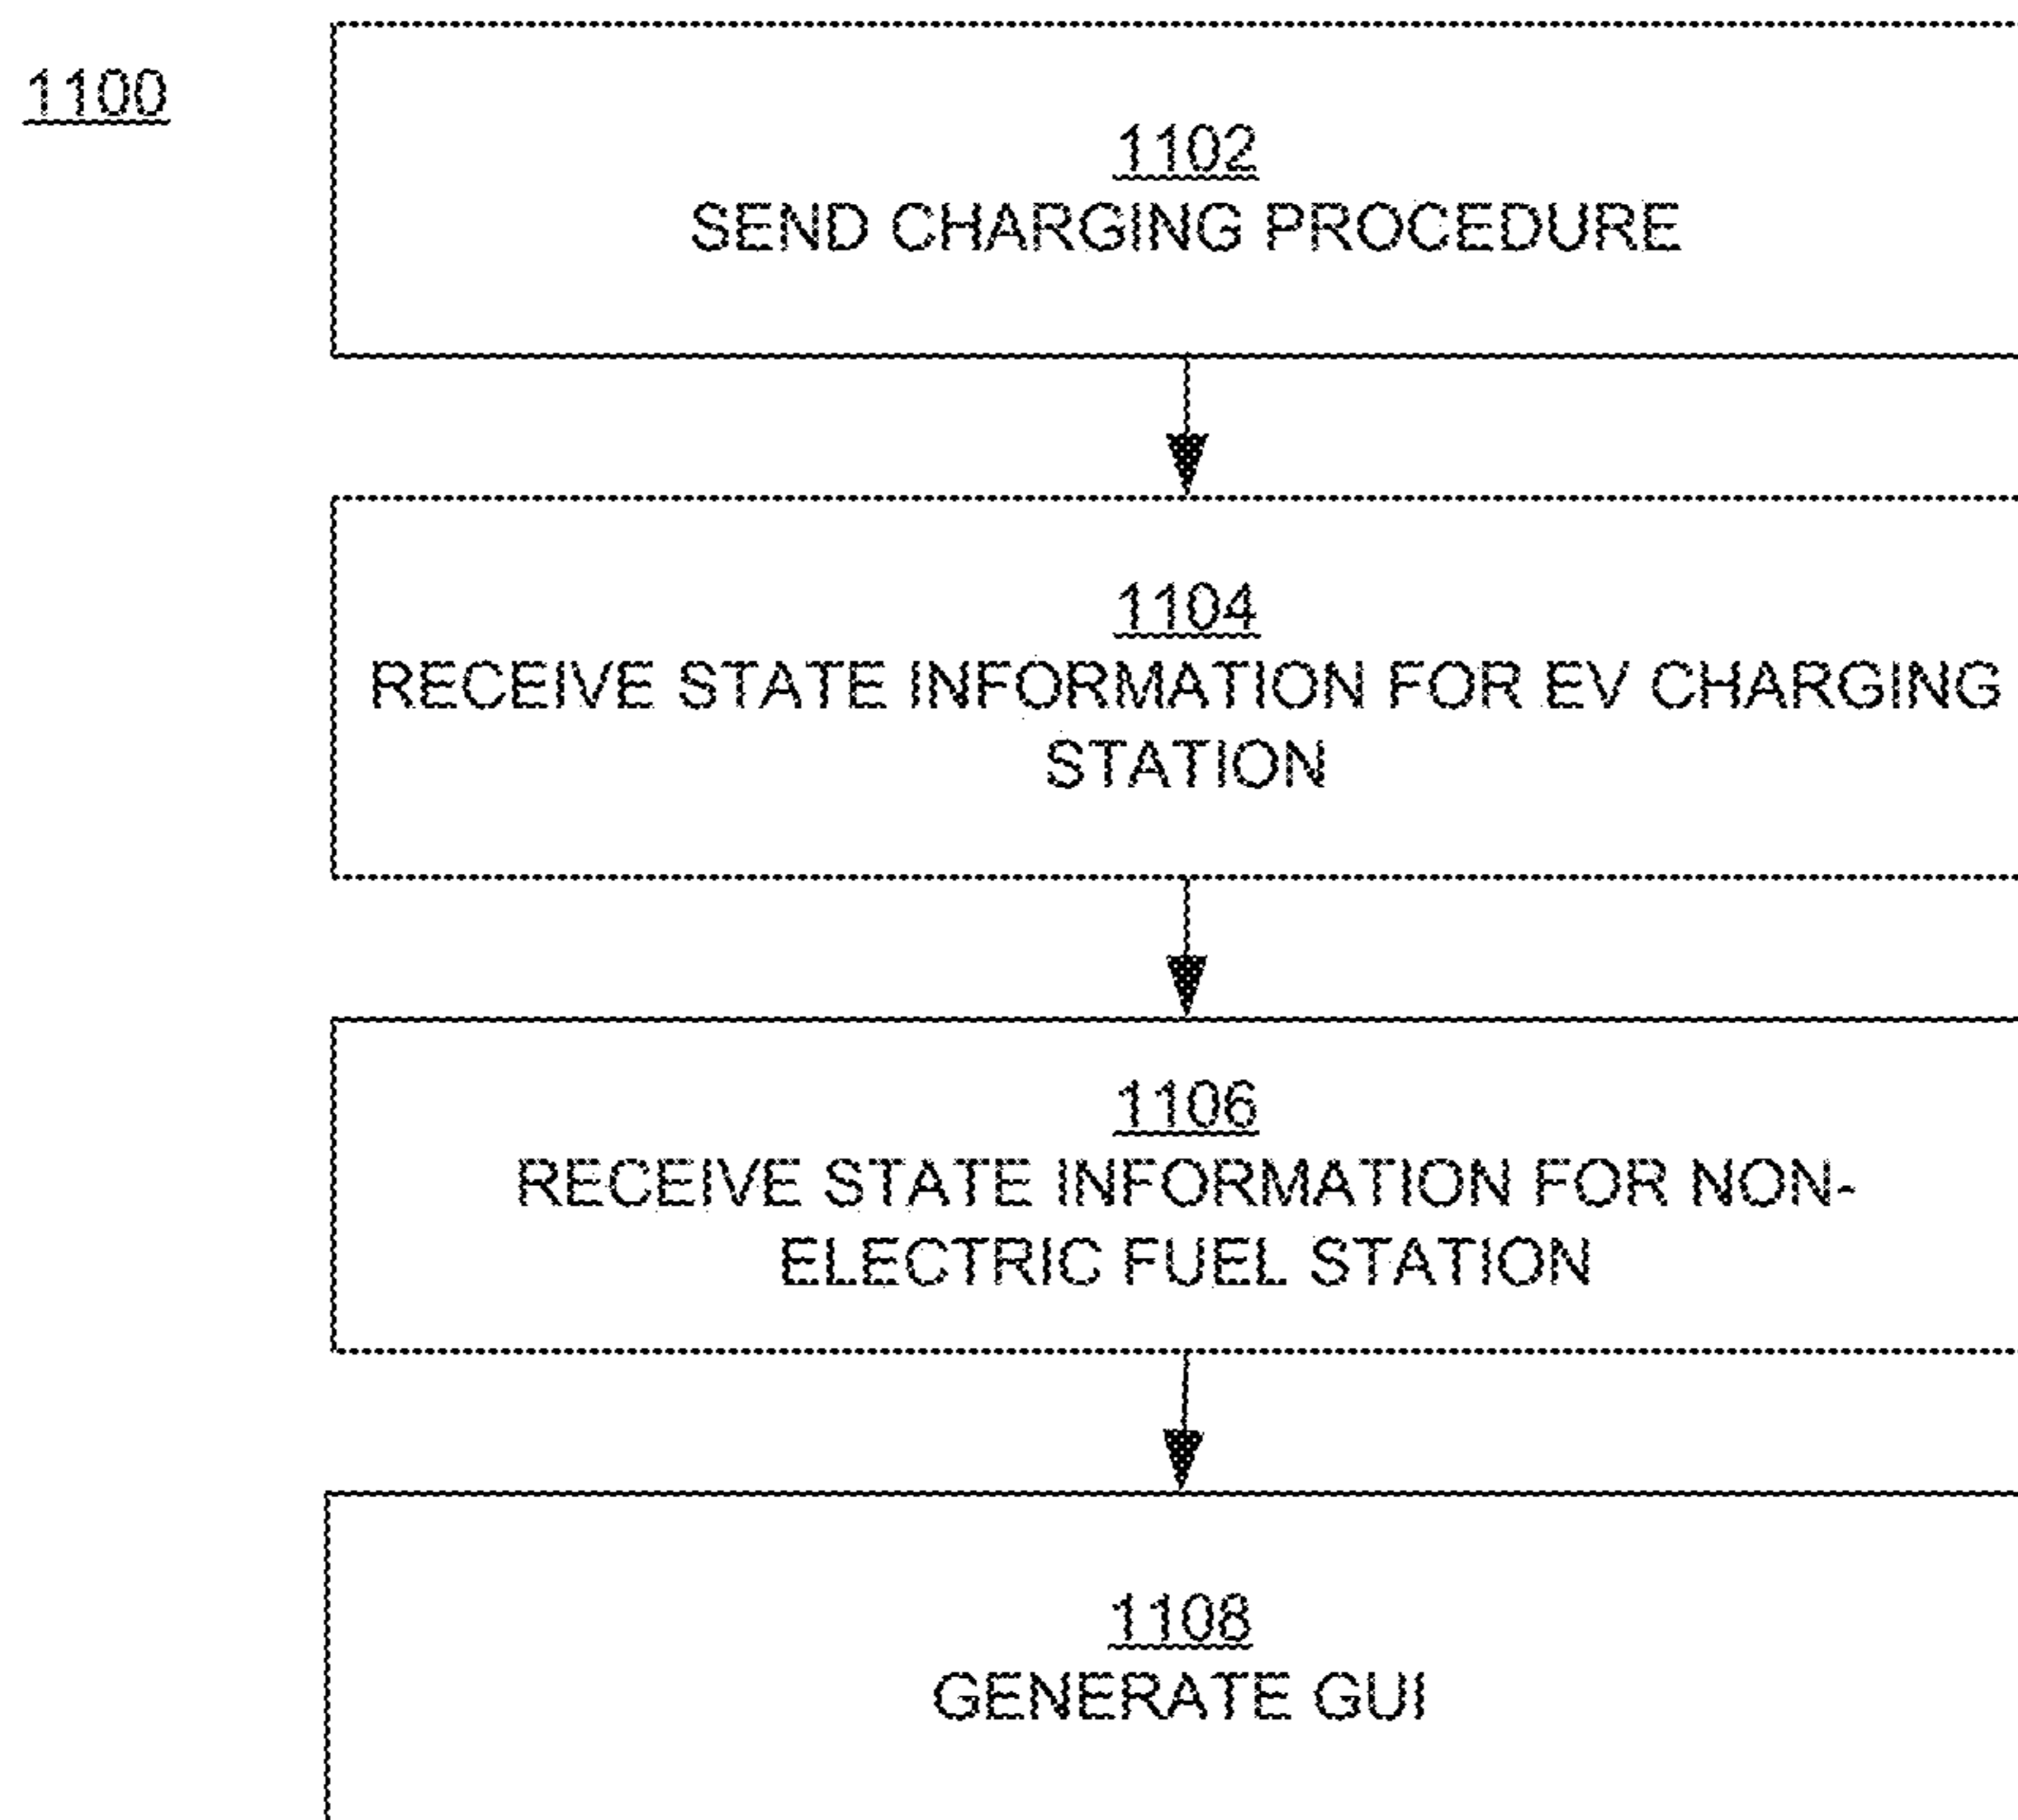 1100
1102
SEND CHARGING PROCEDURE
1104
RECEIVE STATE INFORMATION FOR EV CHARGING
STATION
1106
RECEIVE STATE INFORMATION FOR NON-
ELECTRIC FUEL STATION
1108
GENERATE GUI